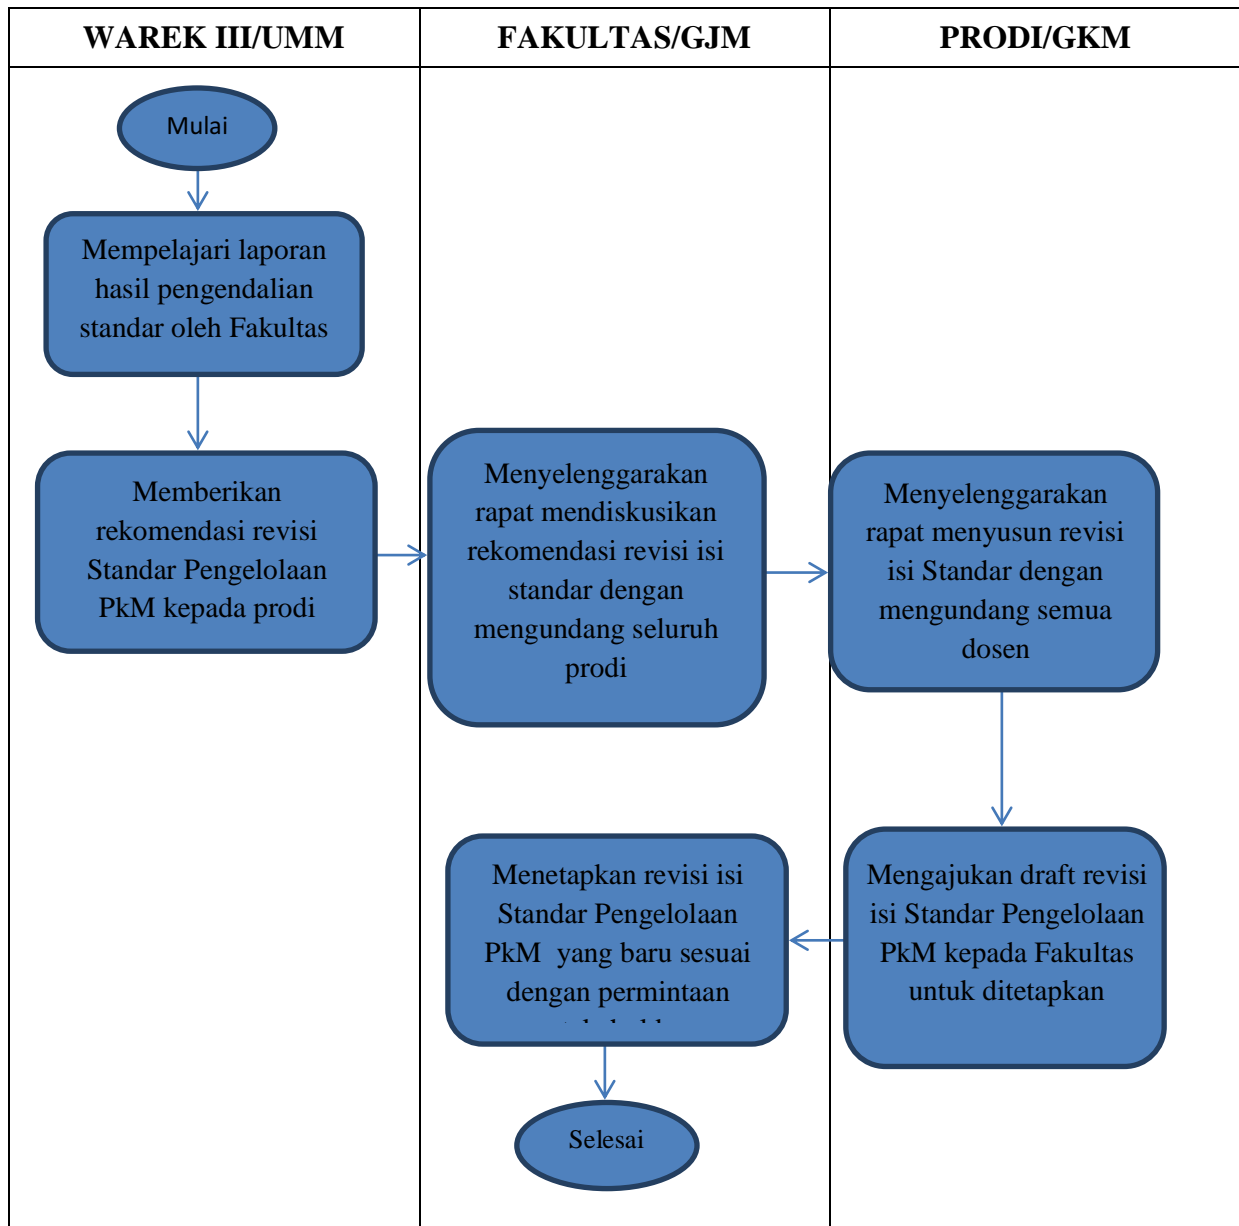 WAREK III/UMM
FAKULTAS/GJM
PRODI/GKM
Mulai
Mempelajari laporan
hasil pengendalian
standar oleh Fakultas
Memberikan
rekomendasi revisi
Standar Pengelolaan
PkM kepada prodi
Menyelenggarakan
rapat mendiskusikan
rekomendasi revisi isi
standar dengan
mengundang seluruh
prodi
Menyelenggarakan
rapat menyusun revisi
isi Standar dengan
mengundang semua
dosen
Mengajukan draft revisi
isi Standar Pengelolaan
PkM kepada Fakultas
untuk ditetapkan
Menetapkan revisi isi
Standar Pengelolaan
PkM yang baru sesuai
dengan permintaan
Selesai